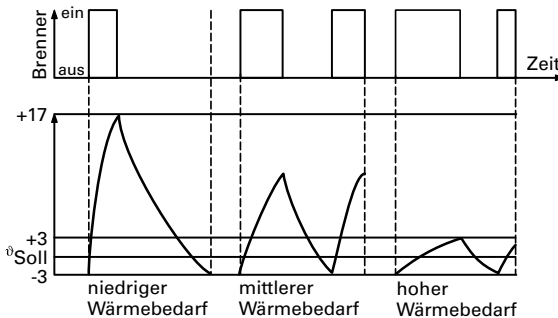 Brenner
ein
aus
Zeit
+17
+3
ϑSoll
-3
niedriger
Wärmebedarf
mittlerer
Wärmebedarf
hoher
Wärmebedarf